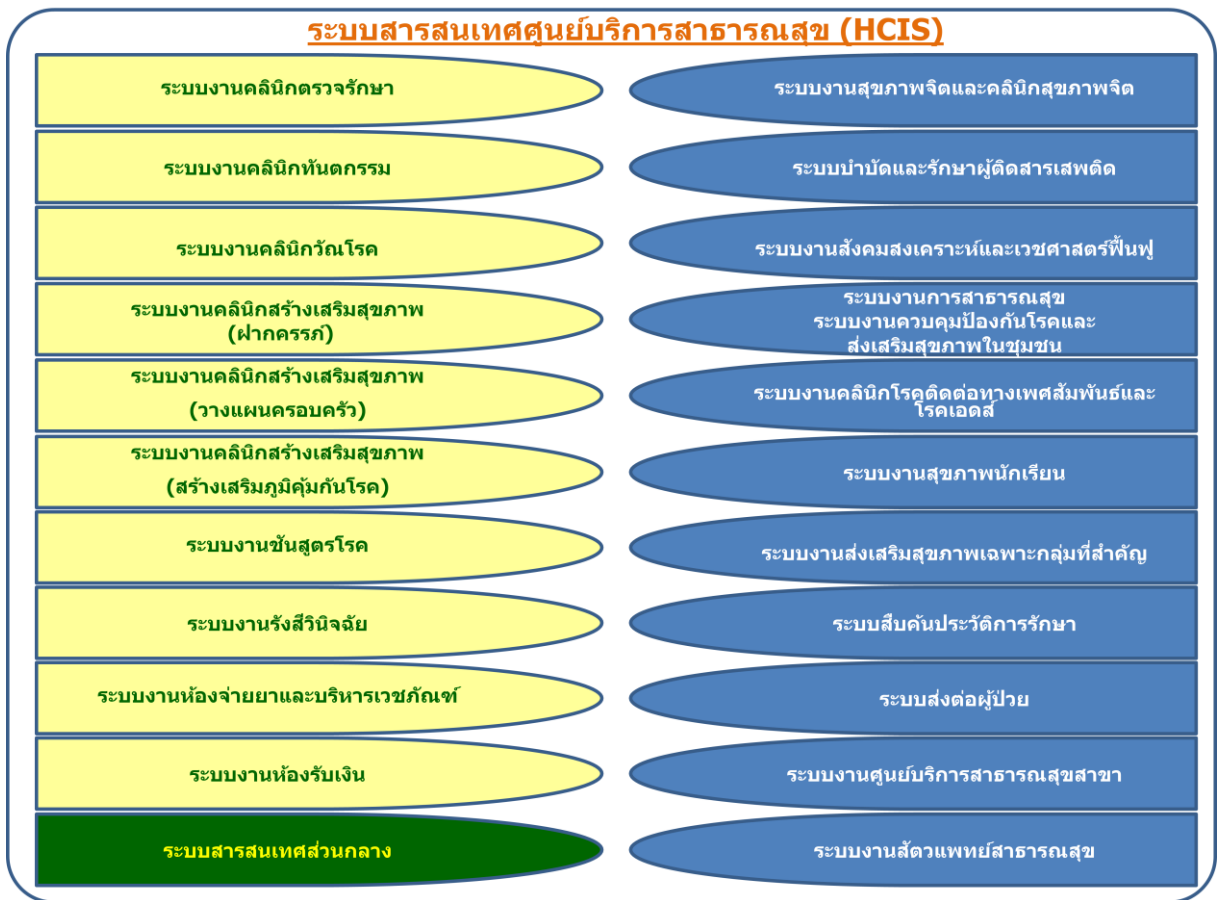 ระบบสารสนเทศศูนย์บริการสาธารณสุข (HCIS)
ระบบงานคลินิกตรวจรักษา
ระบบงานคลินิกทันตกรรม
ระบบงานคลินิกวัณโรค
ระบบงานคลินิกสร้างเสริมสุขภาพ
(ฝากครรภ์)
ระบบงานคลินิกสร้างเสริมสุขภาพ
(วางแผนครอบครัว)
ระบบงานคลินิกสร้างเสริมสุขภาพ
(สร้างเสริมภูมิคุ้มกันโรค)
ระบบงานชันสูตรโรค
ระบบงานรังสีวินิจฉัย
ระบบงานห้องจ่ายยาและบริหารเวชภัณฑ์
ระบบงานห้องรับเงิน
ระบบสารสนเทศส่วนกลาง
ระบบงานสุขภาพจิตและคลินิกสุขภาพจิต
ระบบบำบัดและรักษาผู้ติดสารเสพติด
ระบบงานสังคมสงเคราะห์และเวชศาสตร์ฟื้นฟู
ระบบงานการสาธารณสุข
ระบบงานควบคุมป้องกันโรคและ
ส่งเสริมสุขภาพในชุมชน
ระบบงานคลินิกโรคติดต่อทางเพศสัมพันธ์และ
โรคเอดส์
ระบบงานสุขภาพนักเรียน
ระบบงานส่งเสริมสุขภาพเฉพาะกลุ่มที่สำคัญ
ระบบสืบค้นประวัติการรักษา
ระบบส่งต่อผู้ป่วย
ระบบงานศูนย์บริการสาธารณสุขสาขา
ระบบงานสัตวแพทย์สาธารณสุข